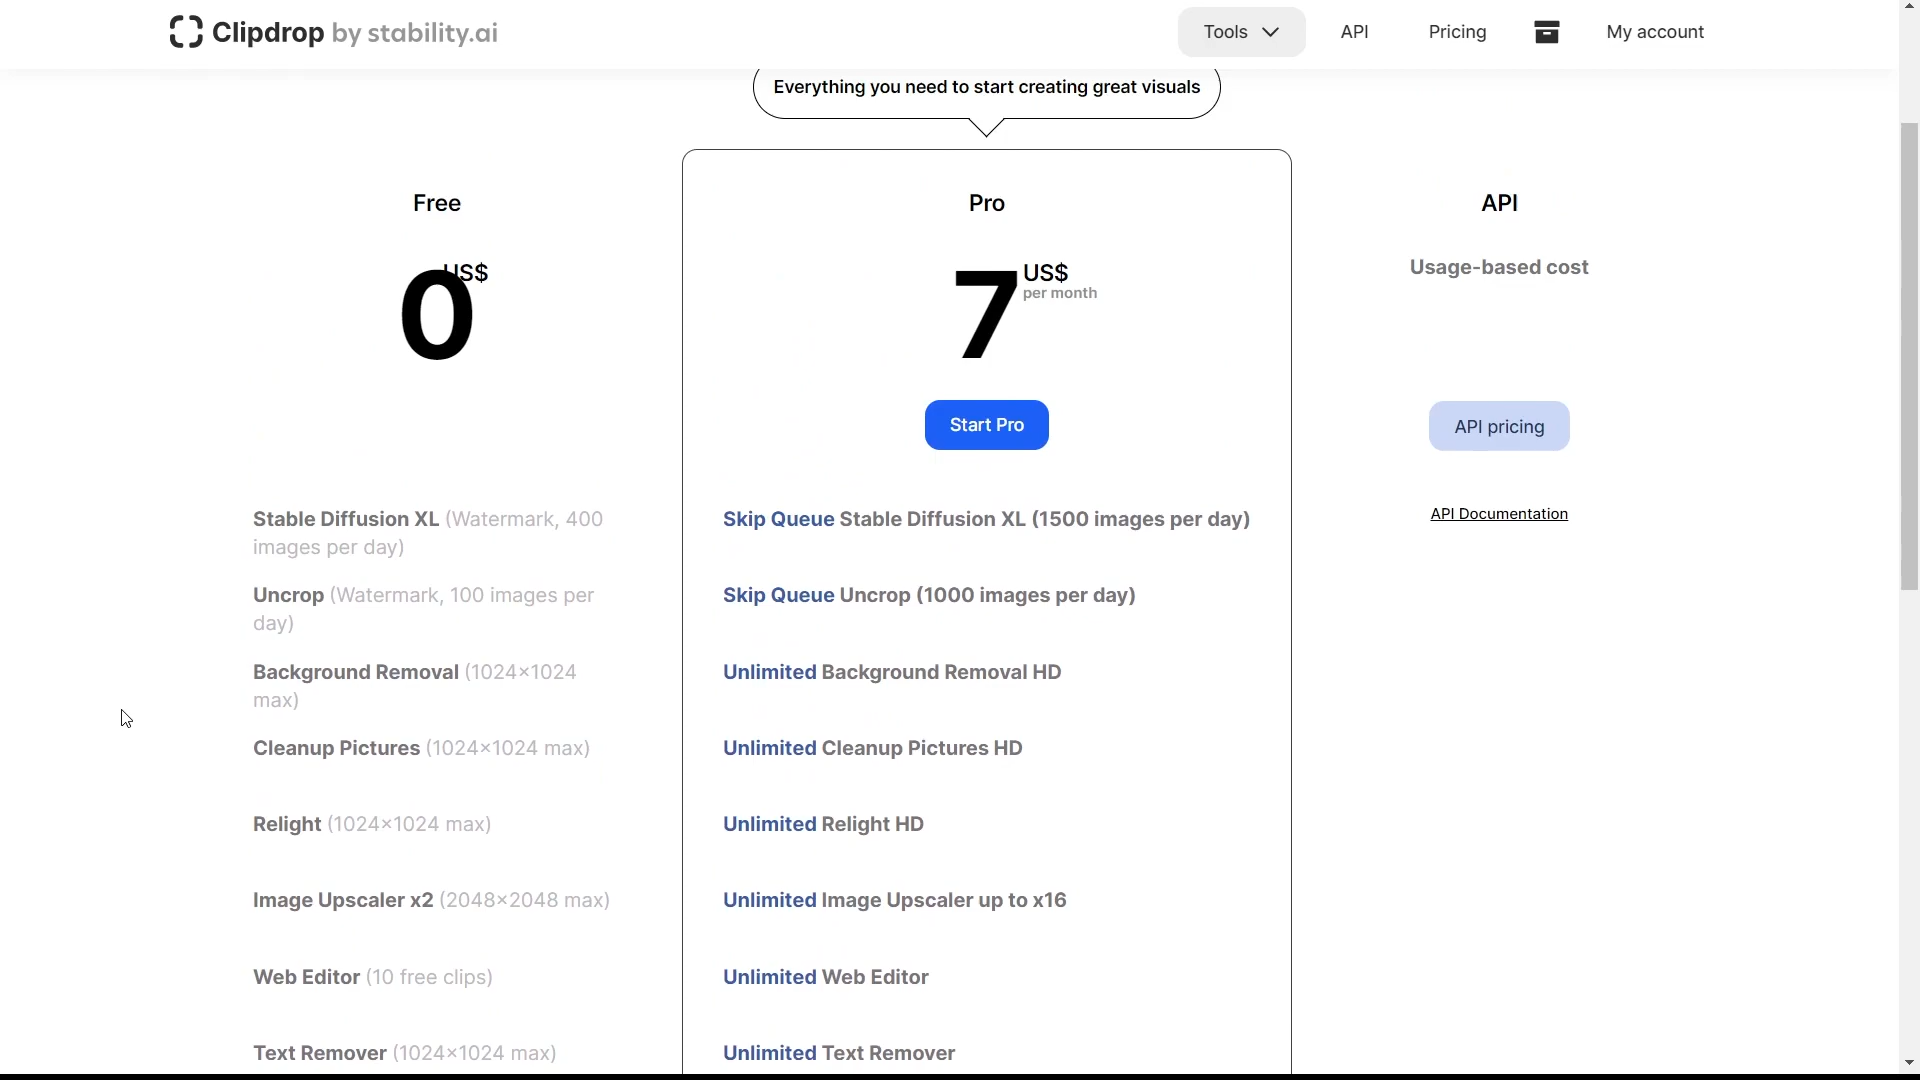 Clipdrop by stability.ai
Tools
API
Pricing
My account
Everything you need to start creating great visuals
Free
0 US$
Stable Diffusion XL (Watermark, 400
images per day)
Uncrop (Watermark, 100 images per
day)
Background Removal (1024×1024
max)
Cleanup Pictures (1024×1024 max)
Relight (1024×1024 max)
Image Upscaler x2 (2048×2048 max)
Web Editor (10 free clips)
Text Remover (1024×1024 max)
Pro
7 US$
per month
Start Pro
Skip Queue Stable Diffusion XL (1500 images per day)
Skip Queue Uncrop (1000 images per day)
Unlimited Background Removal HD
Unlimited Cleanup Pictures HD
Unlimited Relight HD
Unlimited Image Upscaler up to x16
Unlimited Web Editor
Unlimited Text Remover
API
Usage-based cost
API pricing
API Documentation